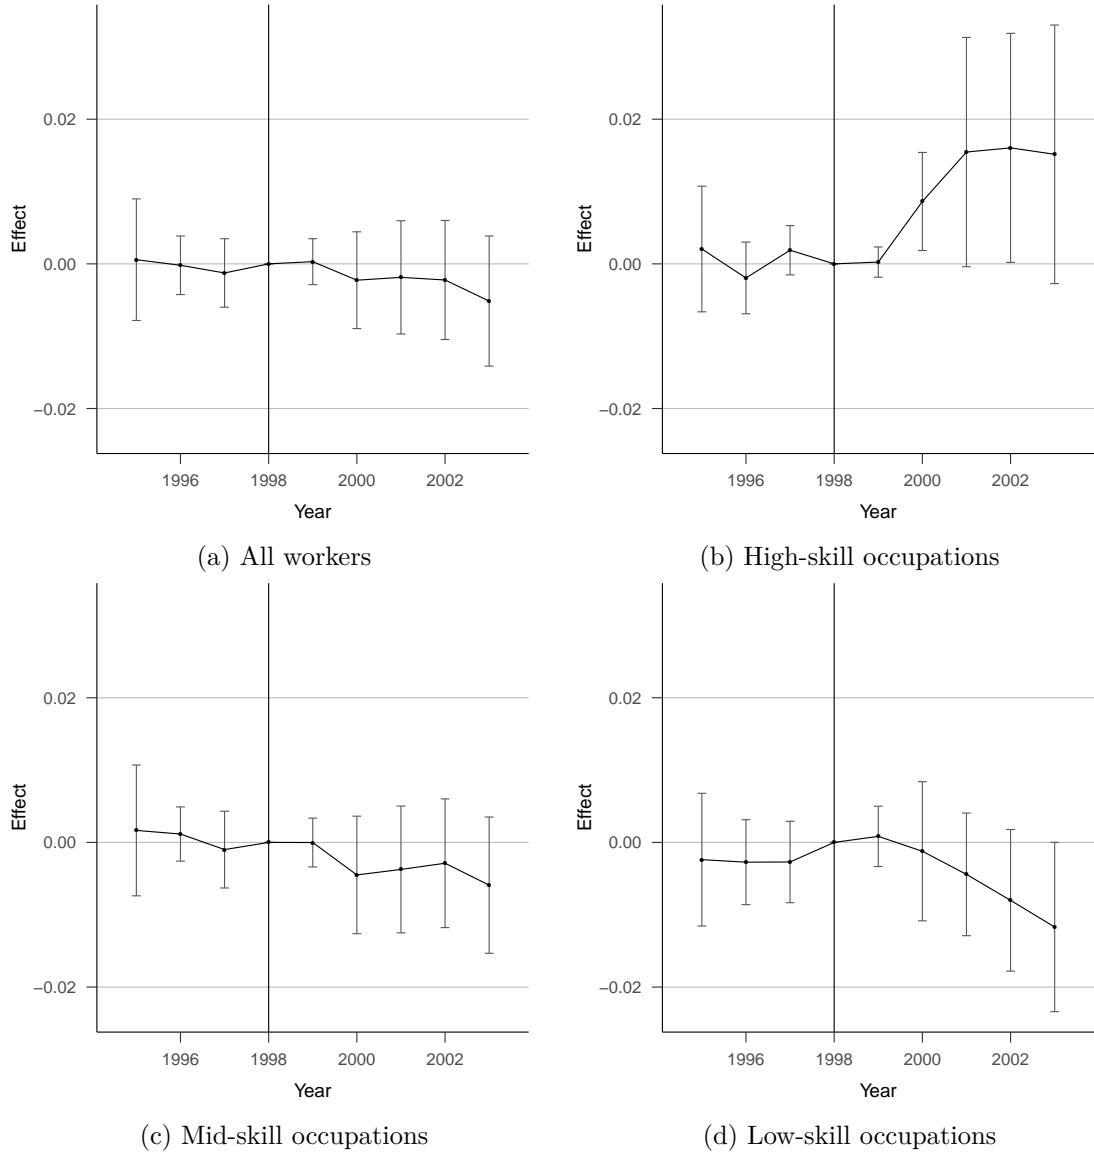 0.02
0.00
−0.02
Effect
1996 1998 2000 2002
Year
(a) All workers
0.02
0.00
−0.02
Effect
1996 1998 2000 2002
Year
(b) High-skill occupations
0.02
0.00
−0.02
Effect
1996 1998 2000 2002
Year
(c) Mid-skill occupations
0.02
0.00
−0.02
Effect
1996 1998 2000 2002
Year
(d) Low-skill occupations